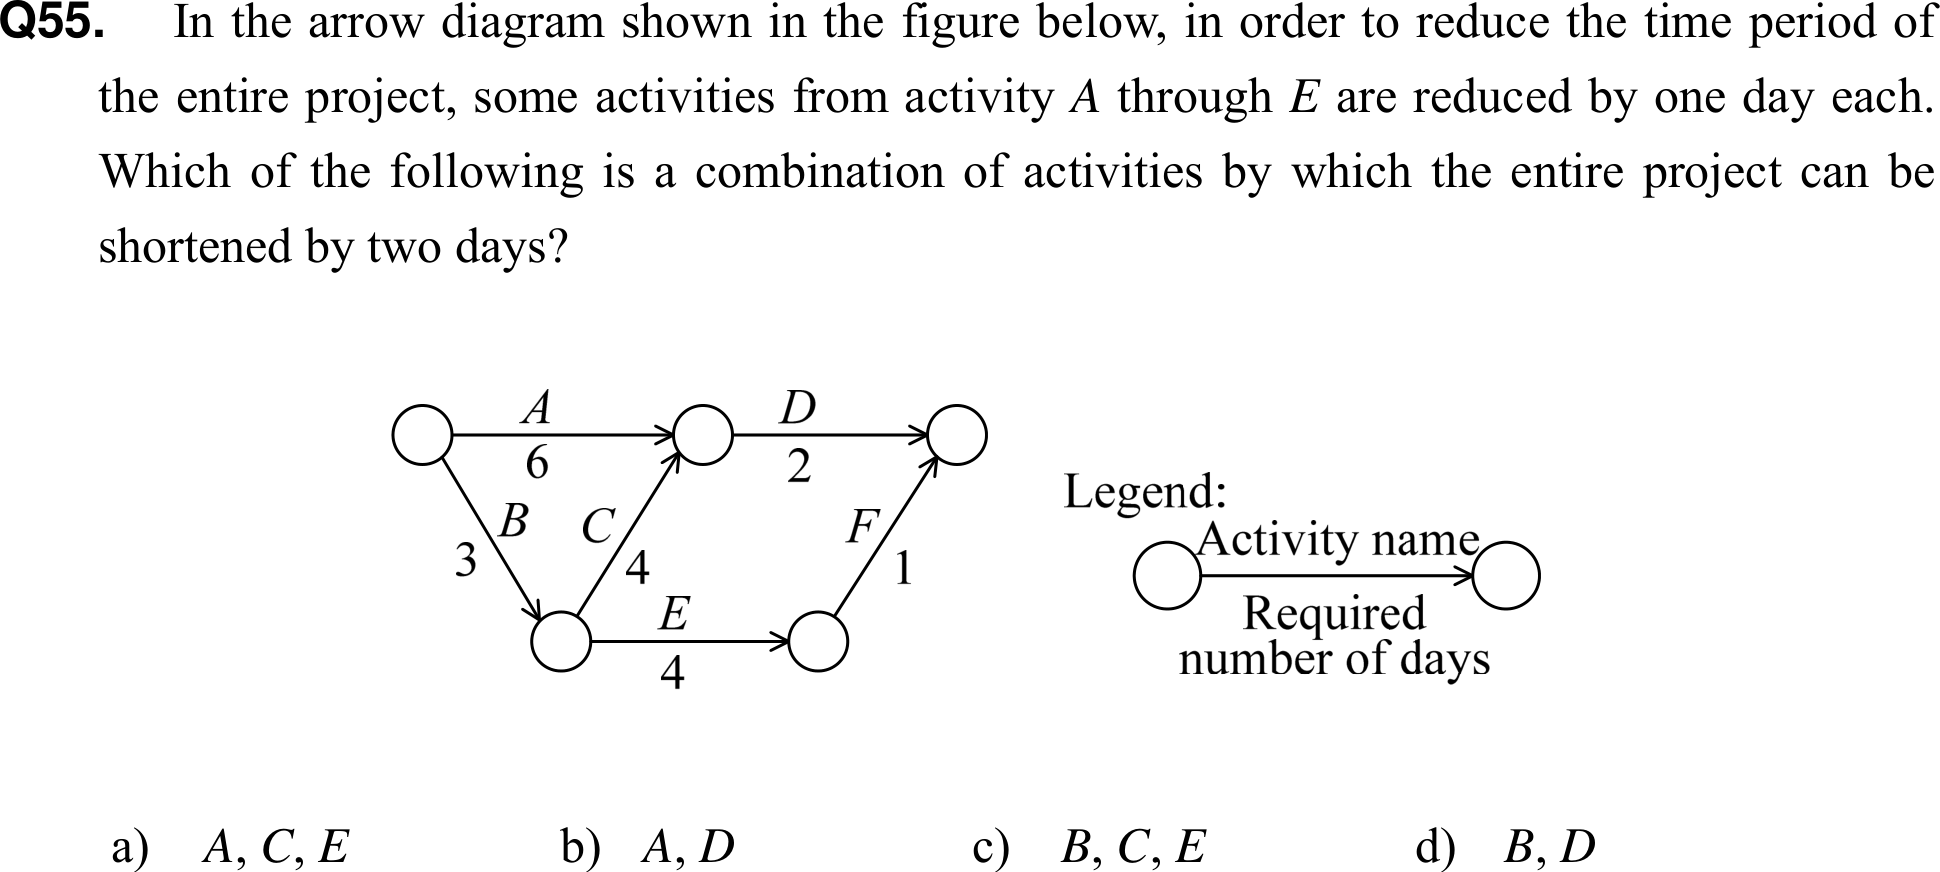 Q55. In the arrow diagram shown in the figure below, in order to reduce the time period of
the entire project, some activities from activity A through E are reduced by one day each.
Which of the following is a combination of activities by which the entire project can be
shortened by two days?
A
D
6
2
Legend:
B
C
F
Activity name
3
4
1
E
Required
number of days
4
a) A, C, E
b) A, D
c) B, C, E
d) B, D